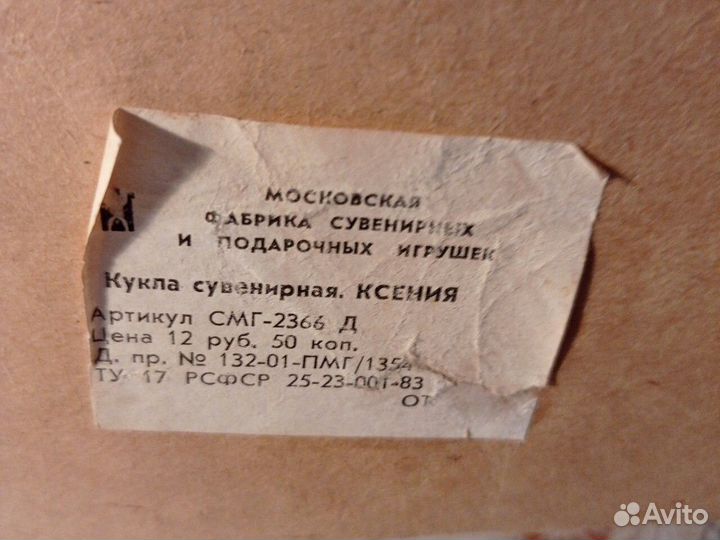 МОСКОВСКАЯ
ФАБРИКА СУВЕНИРНЫХ
И ПОДАРОЧНЫХ ИГРУШЕК
Кукла сувенирная. КСЕНИЯ
Артикул СМГ-2366 Д
Цена 12 руб. 50 коп.
Д. пр. № 132-01-ПМГ/1354
ТУ 17 РСФСР 25-23-001-83
ОТ
Avito